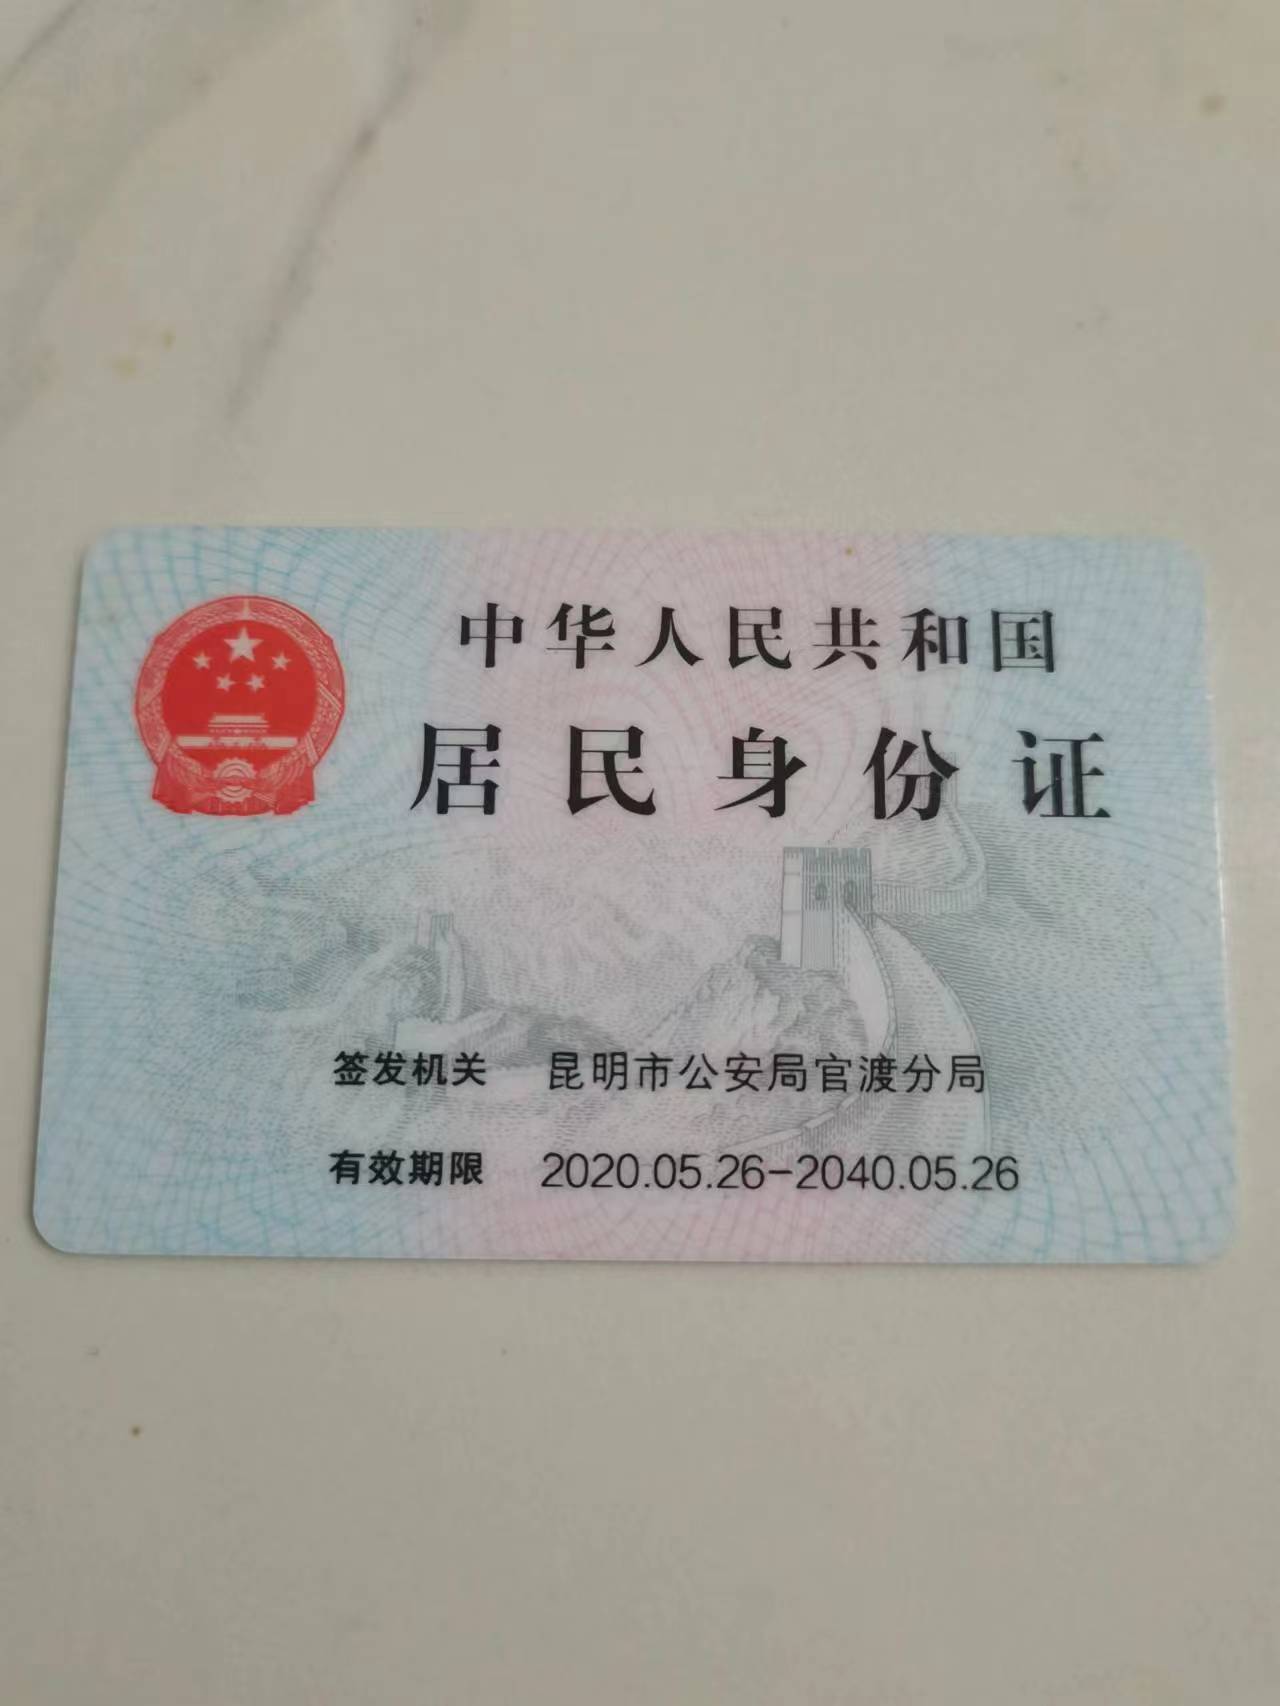 中华人民共和国
居民身份证
签发机关 昆明市公安局官渡分局
有效期限 2020.05.26-2040.05.26